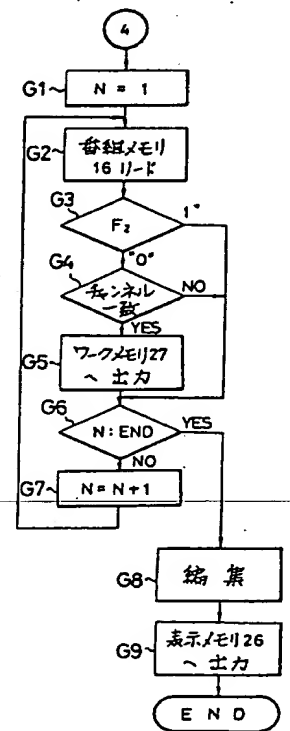 4
G1 N = 1
G2 番組メモリ
16 リード
G3 F₂ "1"
"0"
G4 チャンネル
一致 NO
YES
G5 ワークメモリ27
へ出力
G6 N:END YES
NO
G7 N=N+1
G8 編集
G9 表示メモリ26
へ出力
END